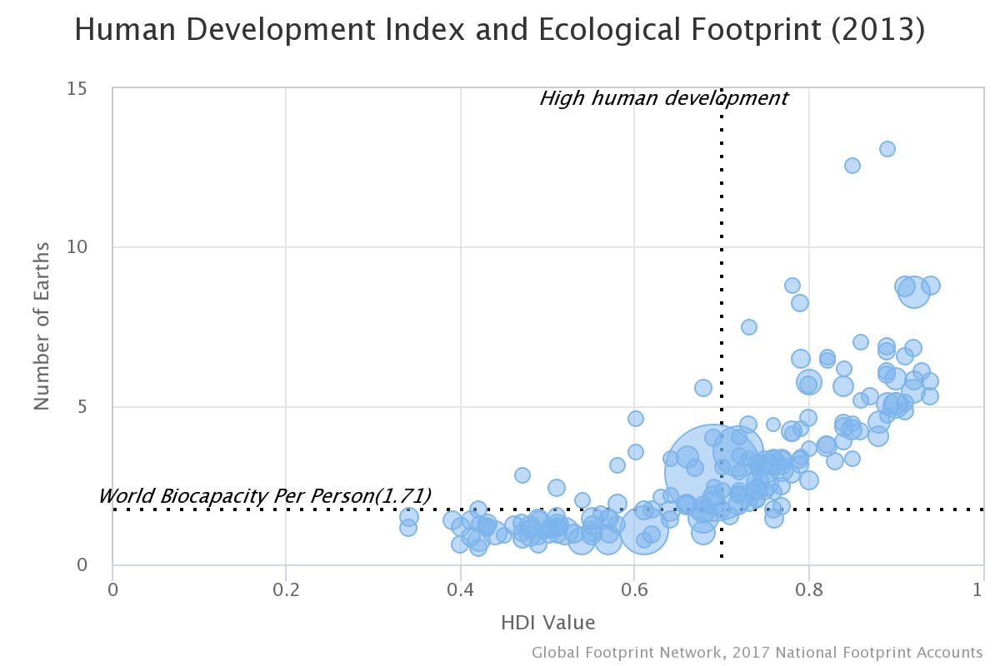 Human Development Index and Ecological Footprint (2013)
15
High human development
10
Number of Earths
5
World Biocapacity Per Person(1.71)
0
0 0.2 0.4 0.6 0.8 1
HDI Value
Global Footprint Network, 2017 National Footprint Accounts